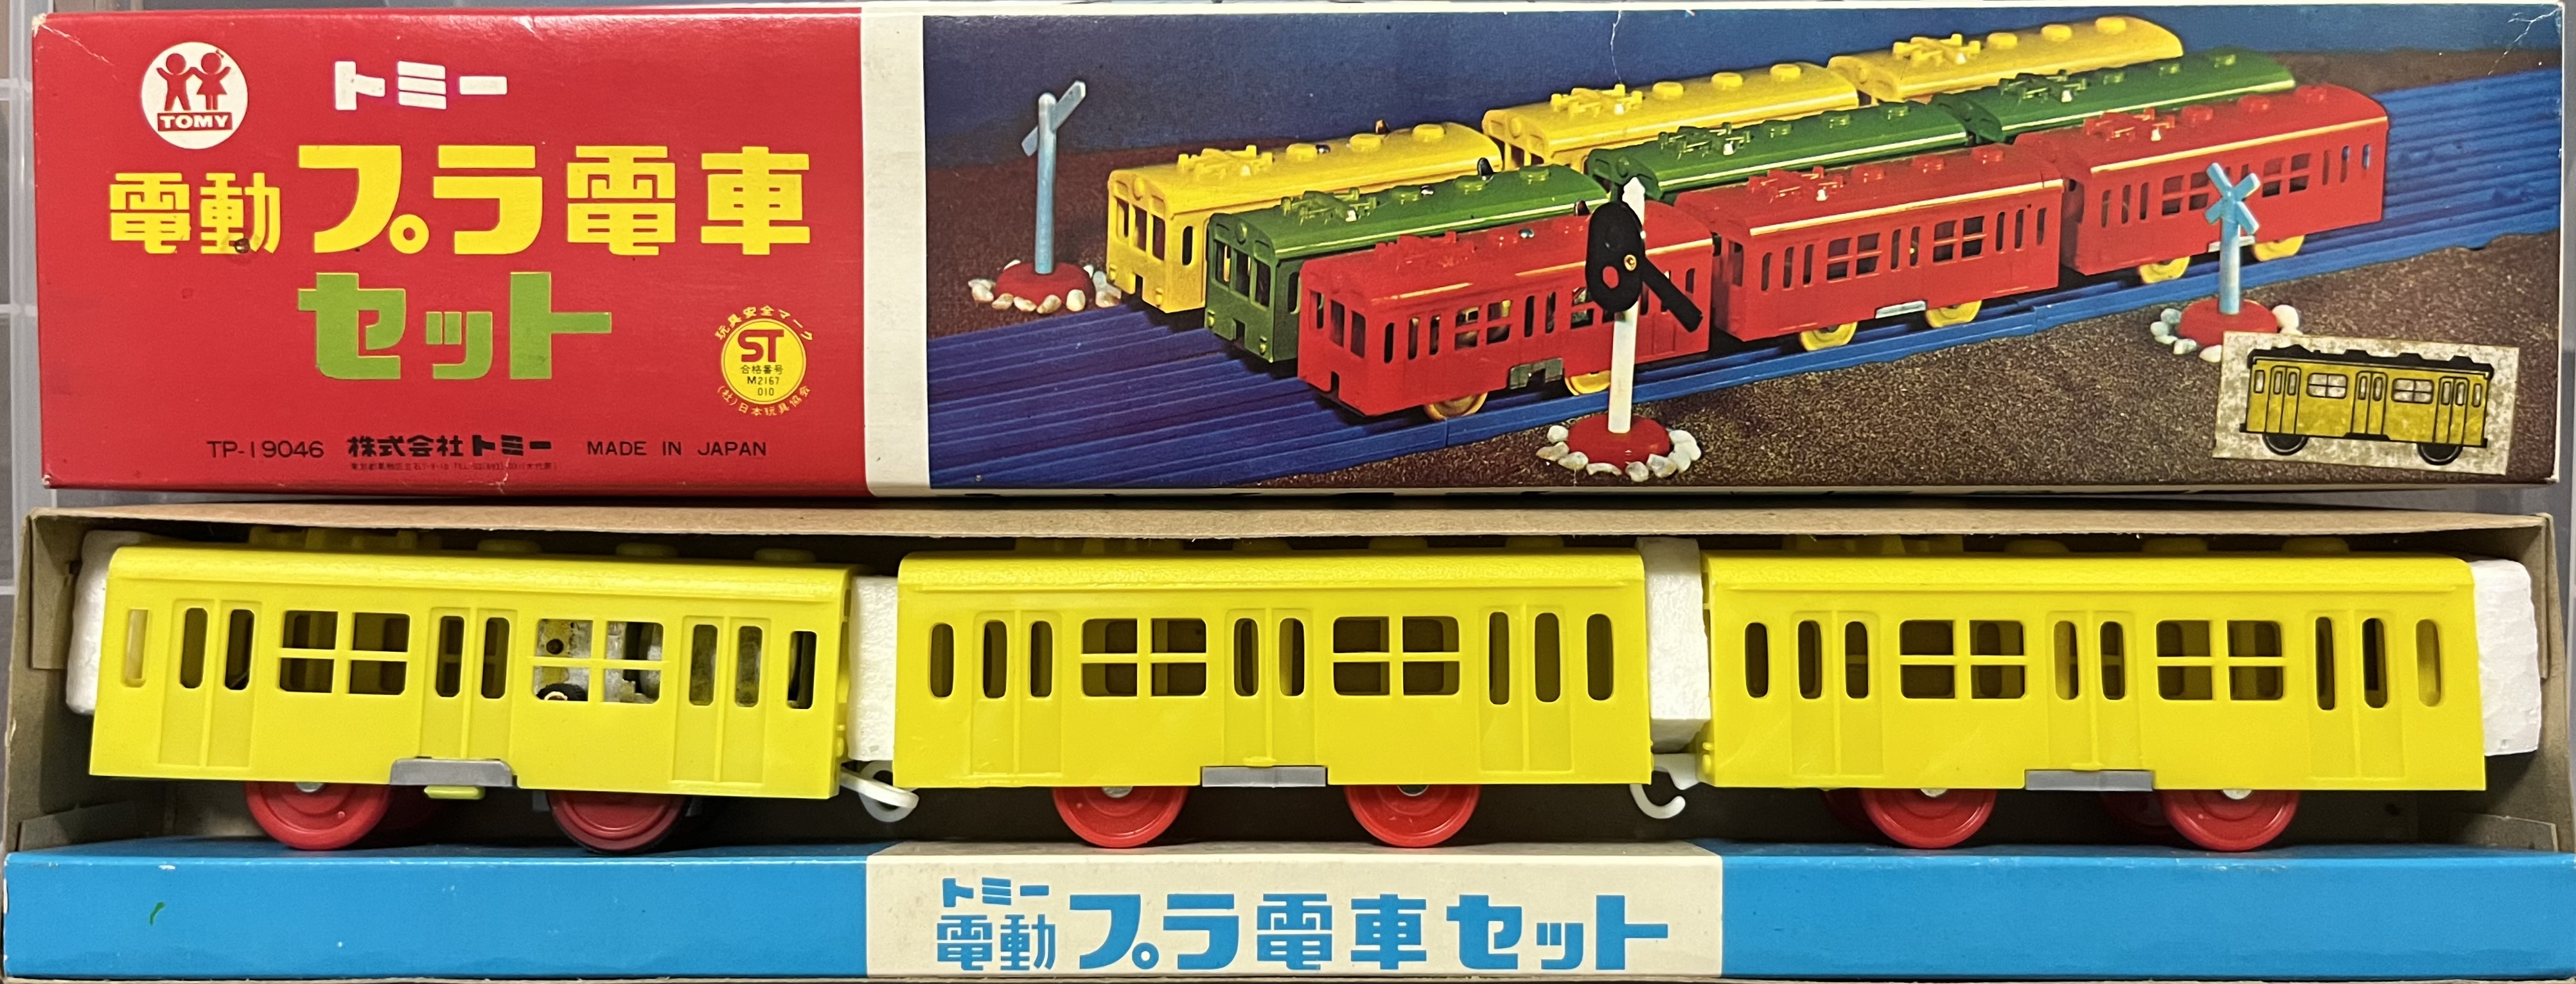 TOMY
トミー
電動プラ電車
セット
玩具安全マーク
ST
合格番号
M2167
010
(社)日本玩具協会
TP-19046 株式会社トミー MADE IN JAPAN
トミー
電動プラ電車セット